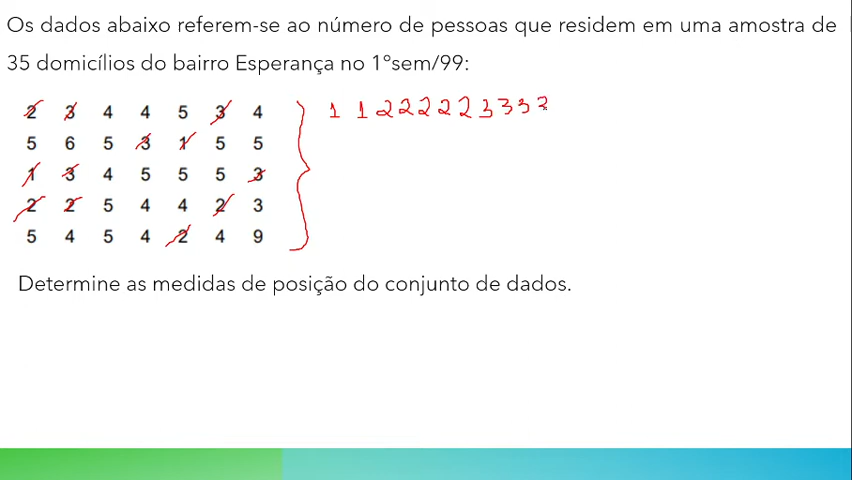 Os dados abaixo referem-se ao número de pessoas que residem em uma amostra de
35 domicílios do bairro Esperança no 1ºsem/99:
2 3 4 4 5 3 4
1 1 2 2 2 2 2 3 3 3 3
5 6 5 3 1 5 5
1 3 4 5 5 5 3
2 2 5 4 4 2 3
5 4 5 4 2 4 9
Determine as medidas de posição do conjunto de dados.